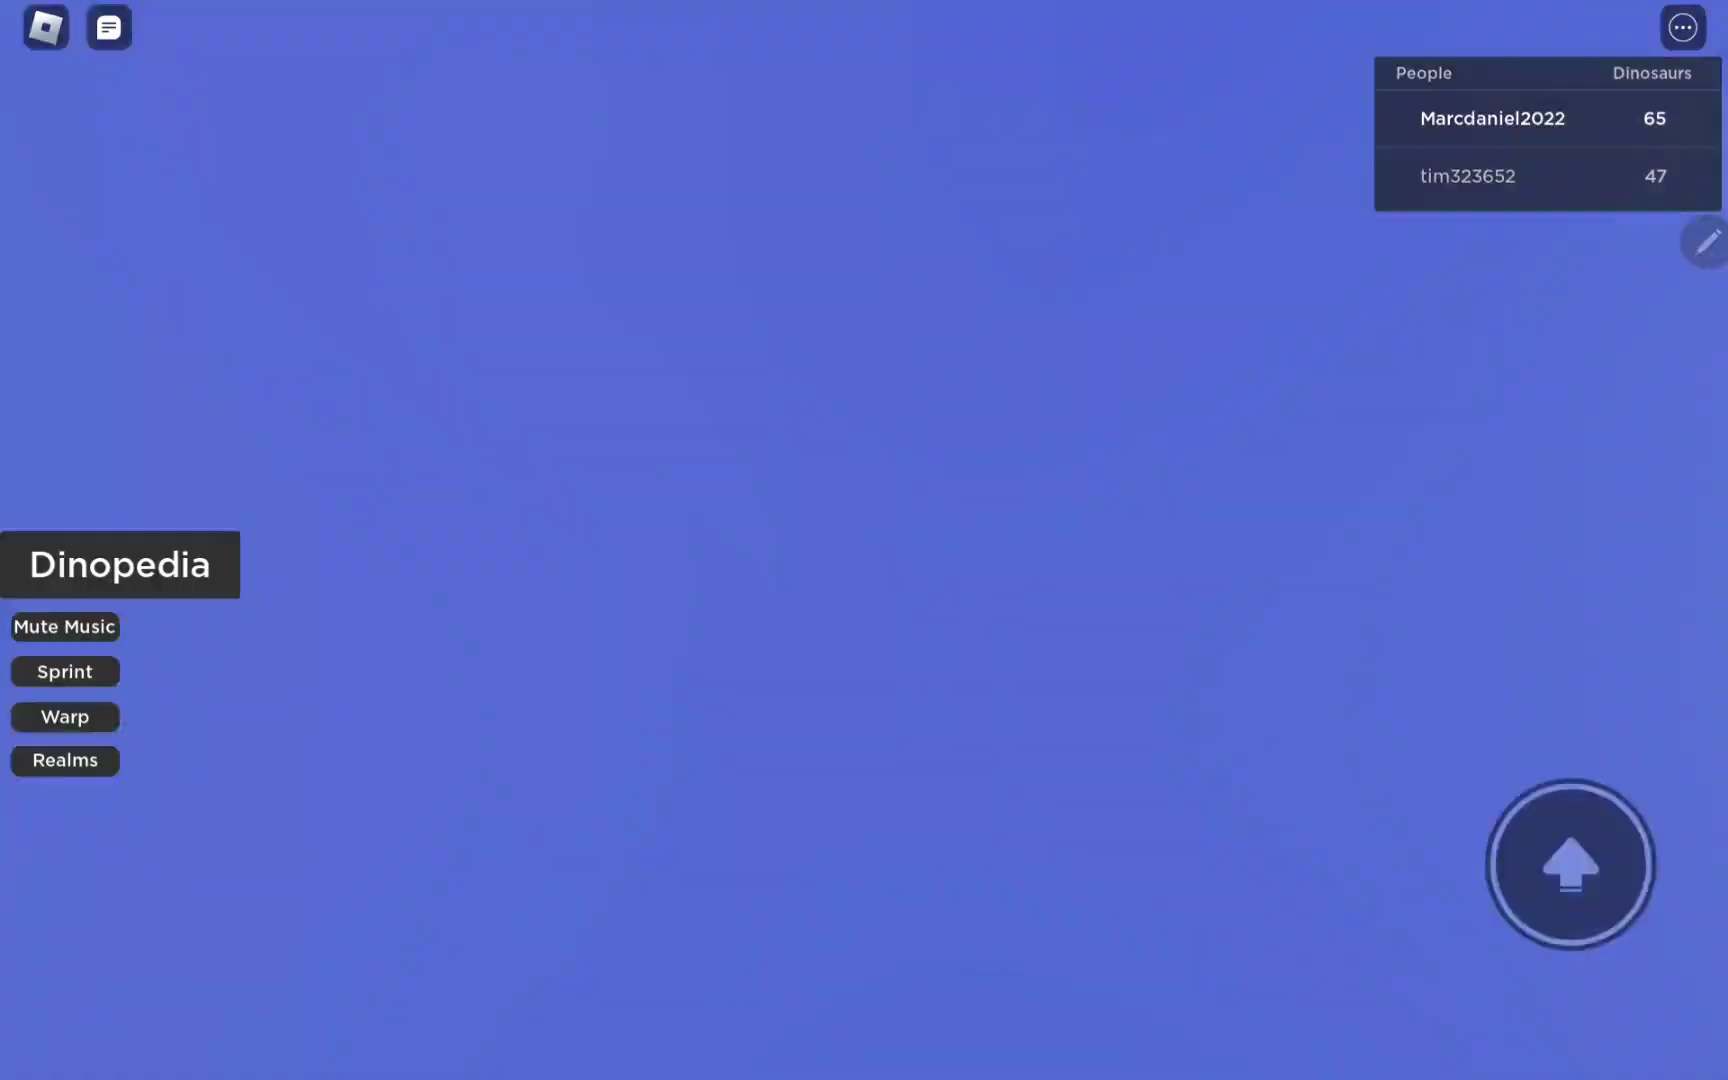 People Dinosaurs
Marcdaniel2022 65
tim323652 47
Dinopedia
Mute Music
Sprint
Warp
Realms